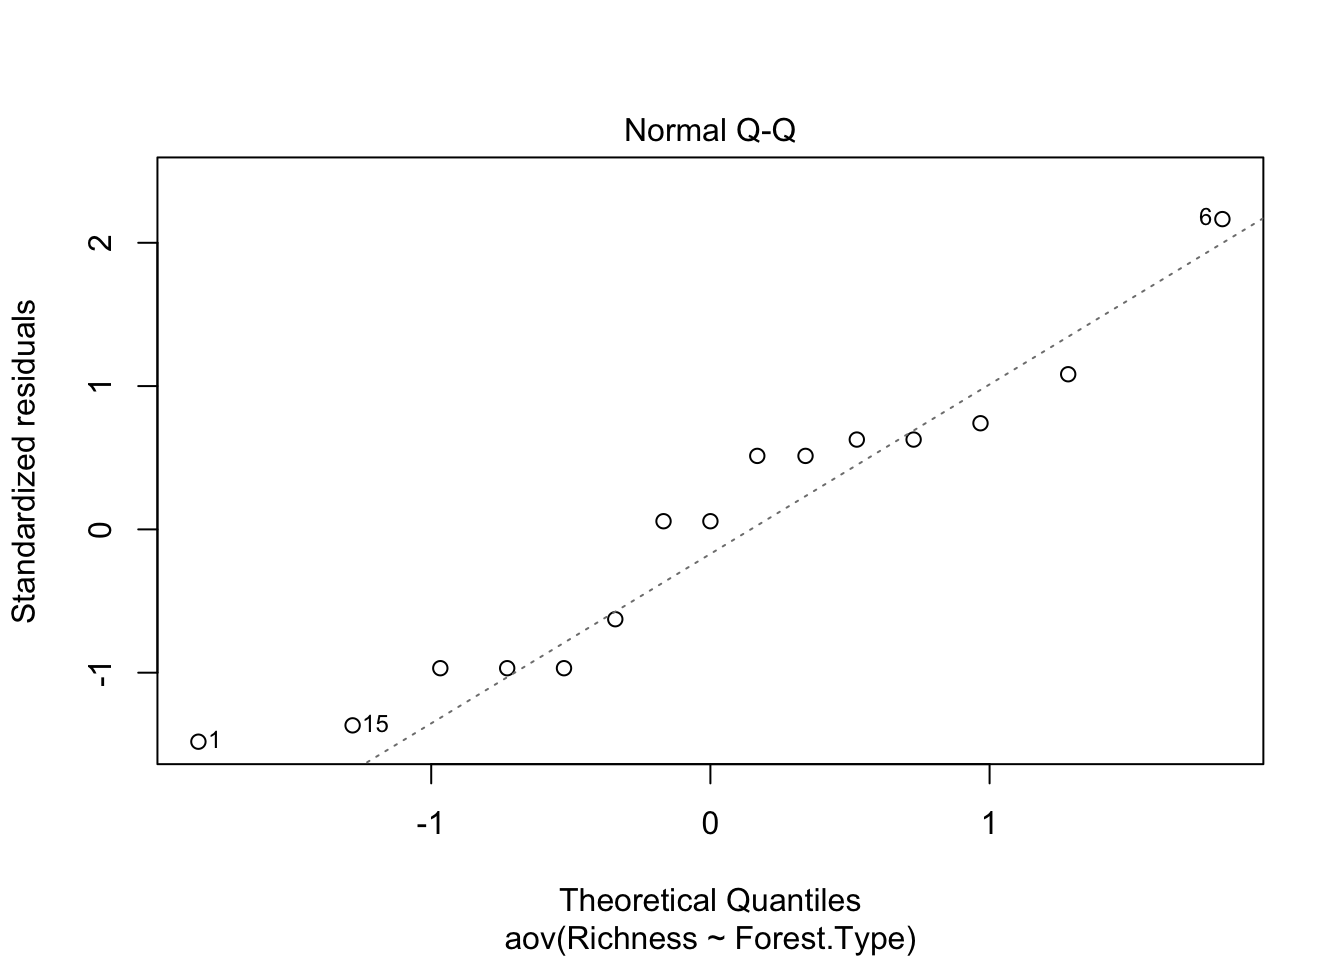 Normal Q-Q
Standardized residuals
2
1
0
-1
6
15
1
-1
0
1
Theoretical Quantiles
aov(Richness ~ Forest.Type)